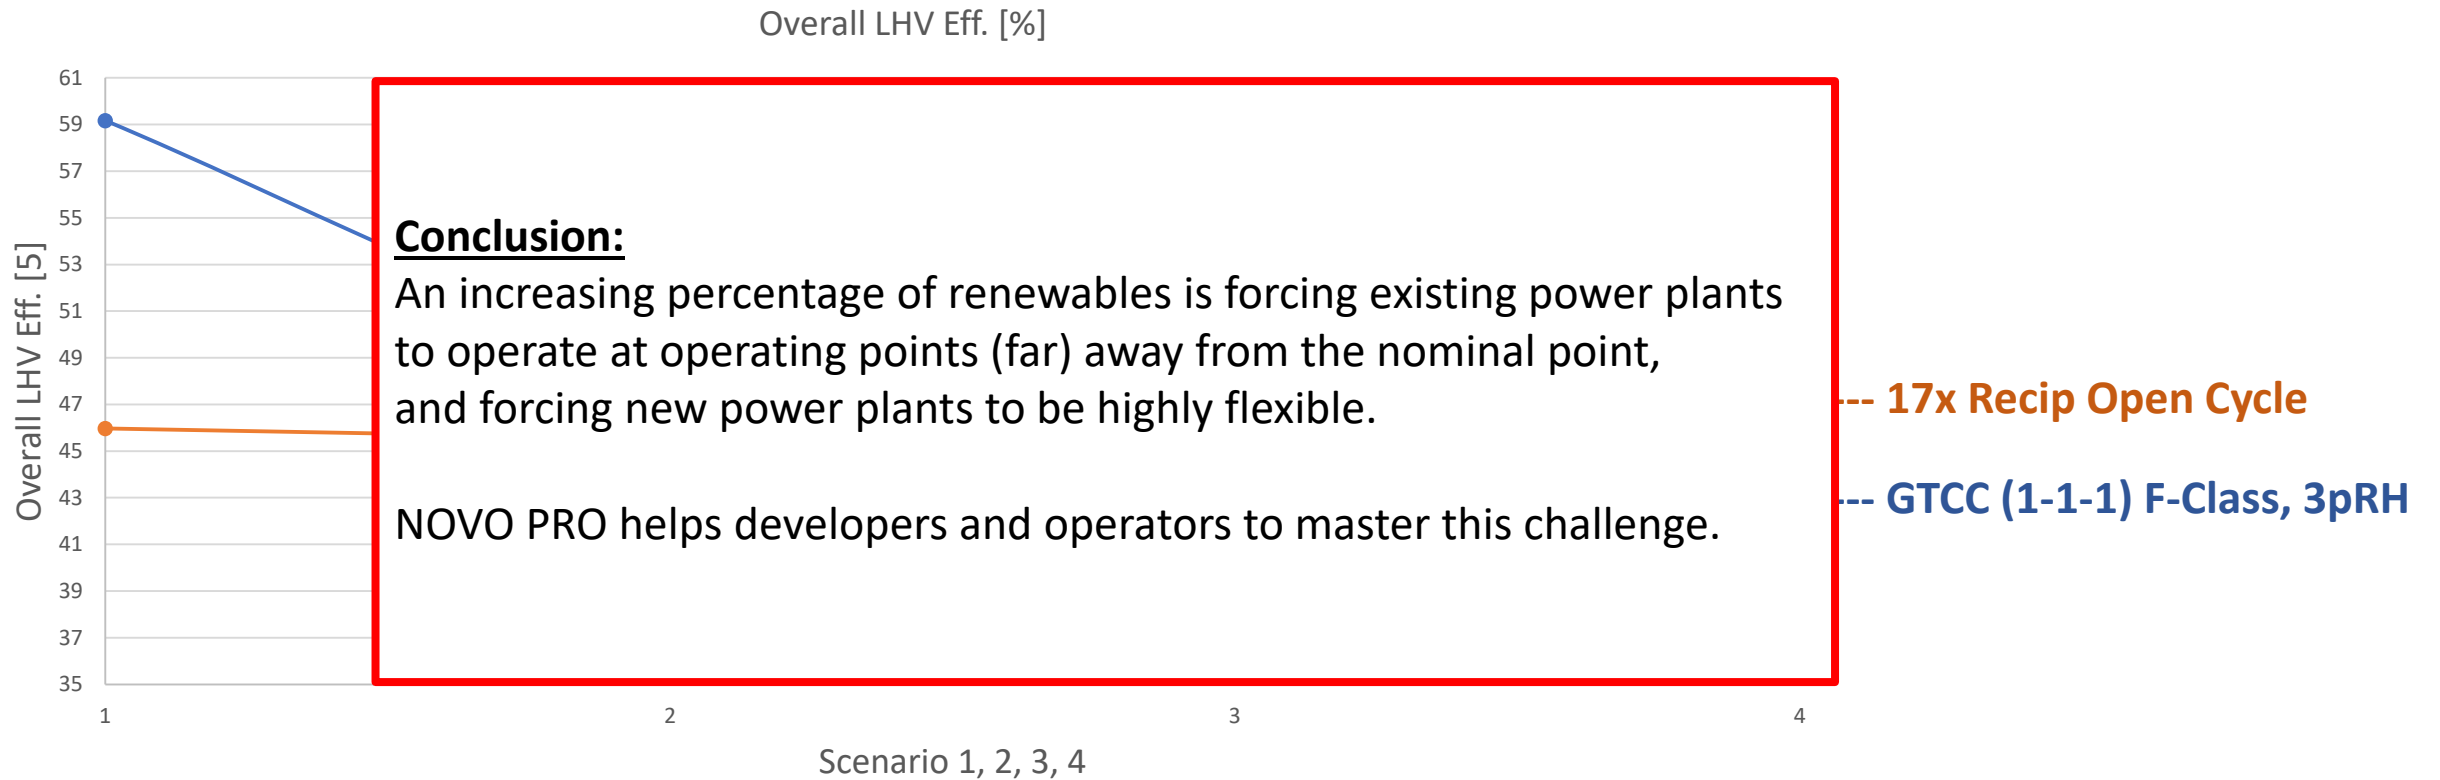 Overall LHV Eff. [%]
Overall LHV Eff. [5]
61
59
57
55
53
51
49
47
45
43
41
39
37
35
Conclusion:
An increasing percentage of renewables is forcing existing power plants
to operate at operating points (far) away from the nominal point,
and forcing new power plants to be highly flexible.
NOVO PRO helps developers and operators to master this challenge.
--- 17x Recip Open Cycle
--- GTCC (1-1-1) F-Class, 3pRH
1 2 3 4
Scenario 1, 2, 3, 4